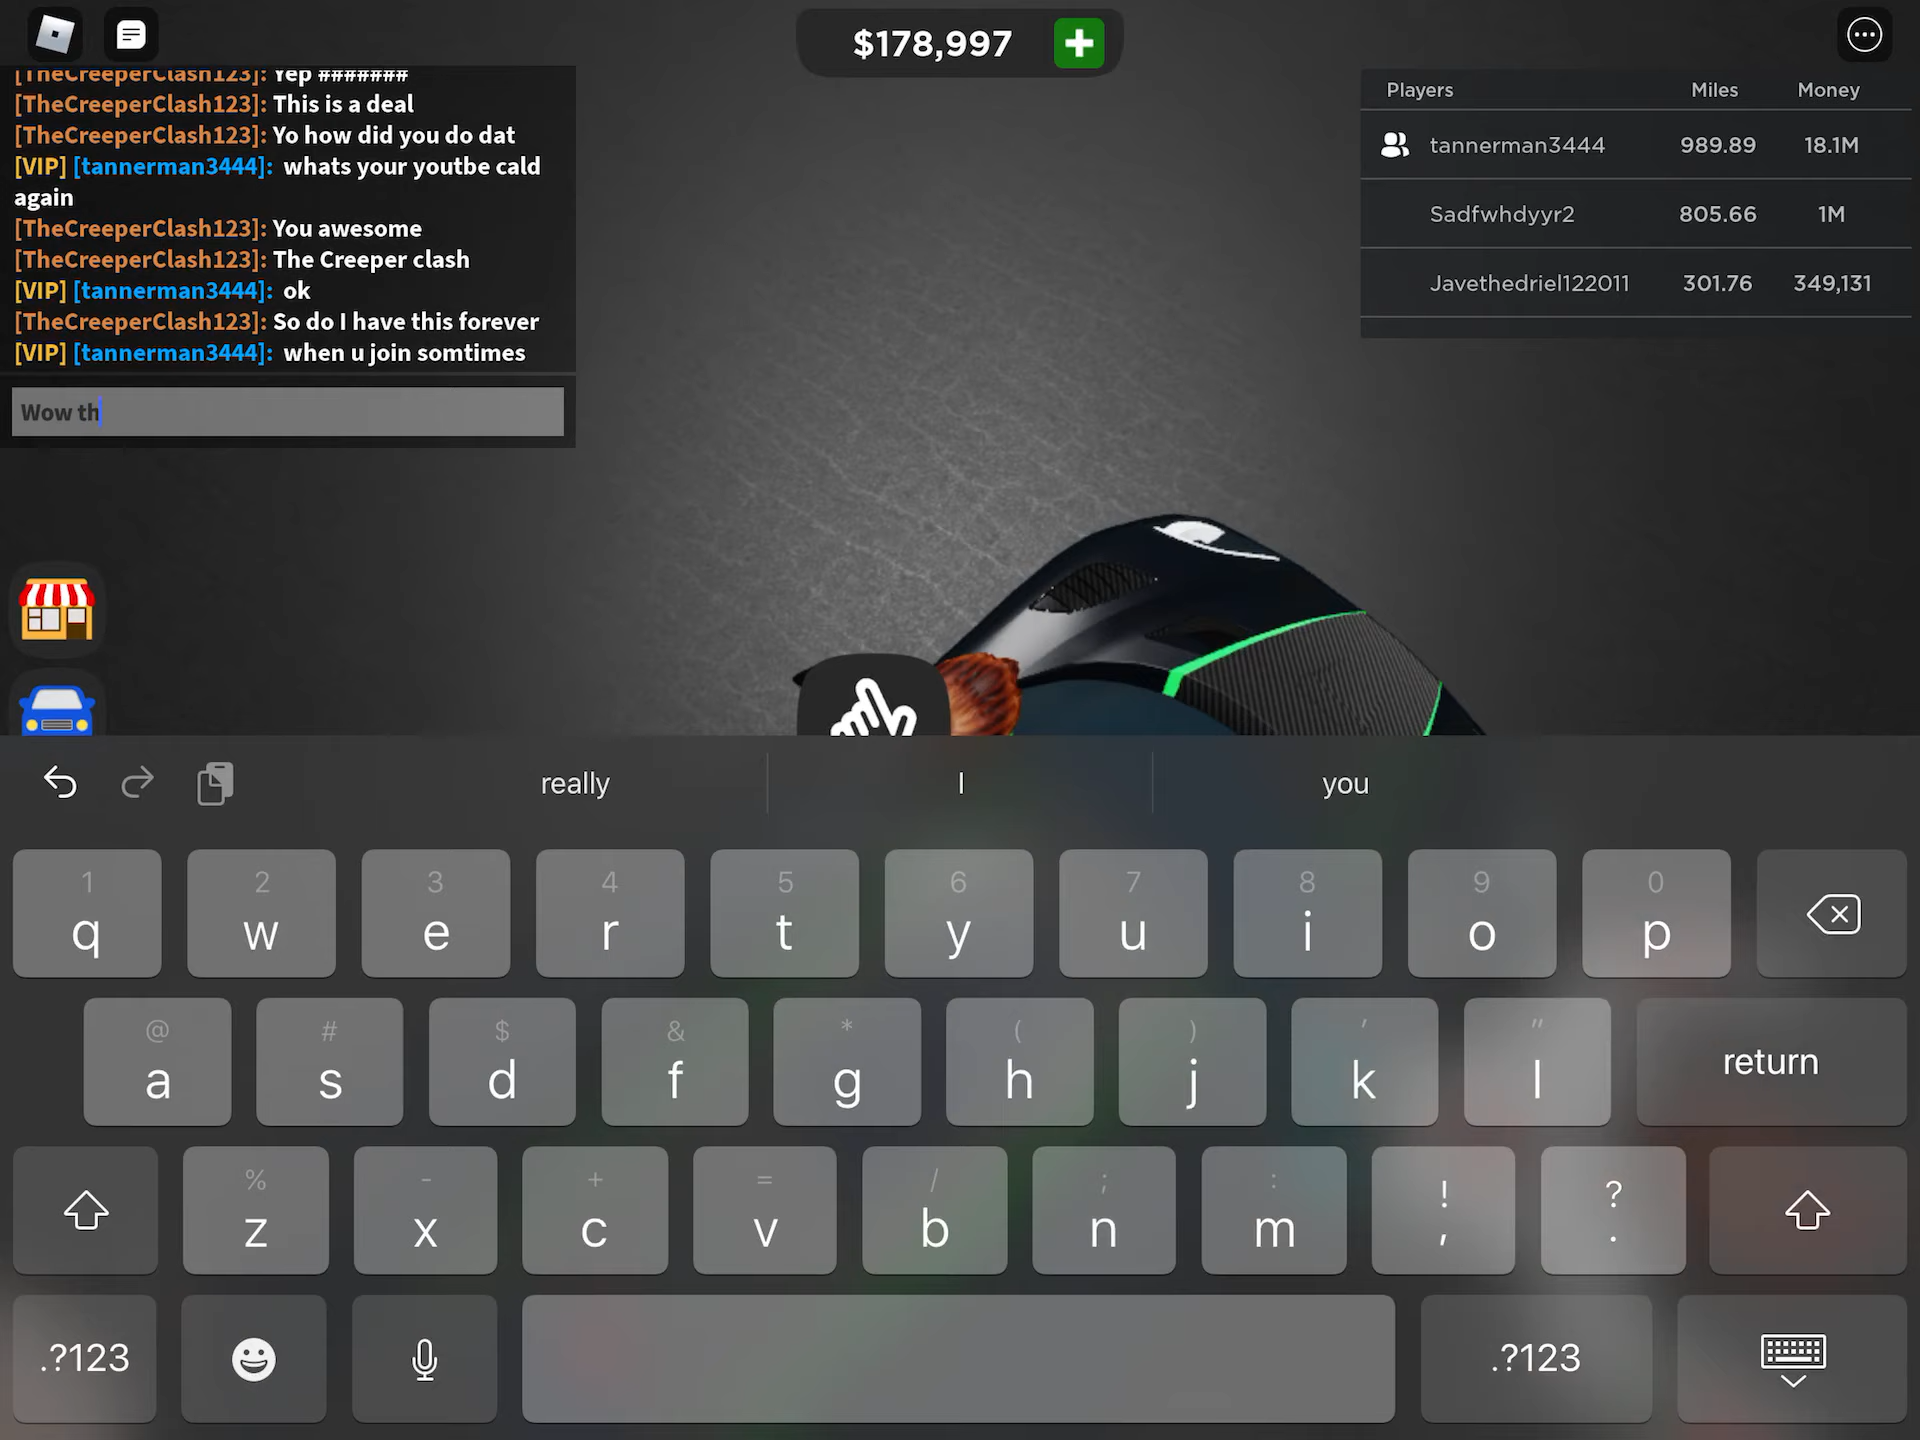 $178,997
[TheCreeperClash123]: Yep #######
[TheCreeperClash123]: This is a deal
[TheCreeperClash123]: Yo how did you do dat
[VIP] [tannerman3444]: whats your youtbe cald
again
[TheCreeperClash123]: You awesome
[TheCreeperClash123]: The Creeper clash
[VIP] [tannerman3444]: ok
[TheCreeperClash123]: So do I have this forever
[VIP] [tannerman3444]: when u join somtimes
Wow th
Players Miles Money
tannerman3444 989.89 18.1M
Sadfwhdyyr2 805.66 1M
Javethedriel122011 301.76 349,131
really I you
1 2 3 4 5 6 7 8 9 0
q w e r t y u i o p
@ # $ & * ( ) ' "
a s d f g h j k l return
% - + = / ; : ! ?
z x c v b n m , .
.?123 .?123